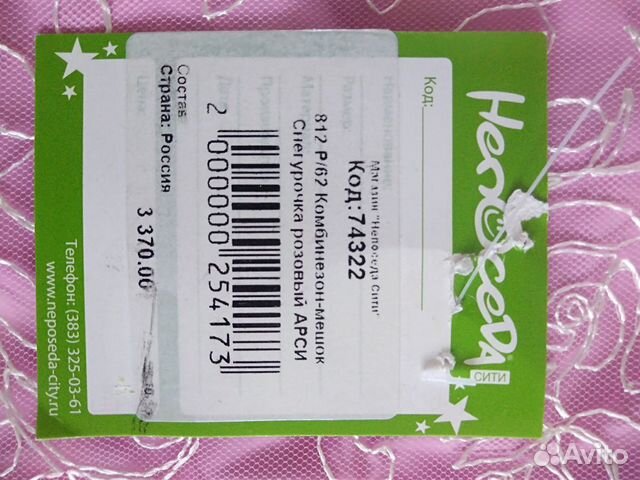 Непоседа
СИТИ
Код:
Магазин "Непоседа Сити"
Код:74322
812 Р/62 Комбинезон-мешок
Снегурочка розовый АРСИ
2 000000 254173
3 370.00
Состав
Страна: Россия
Телефон: (383) 325-03-61
www.neposeda-city.ru
Avito